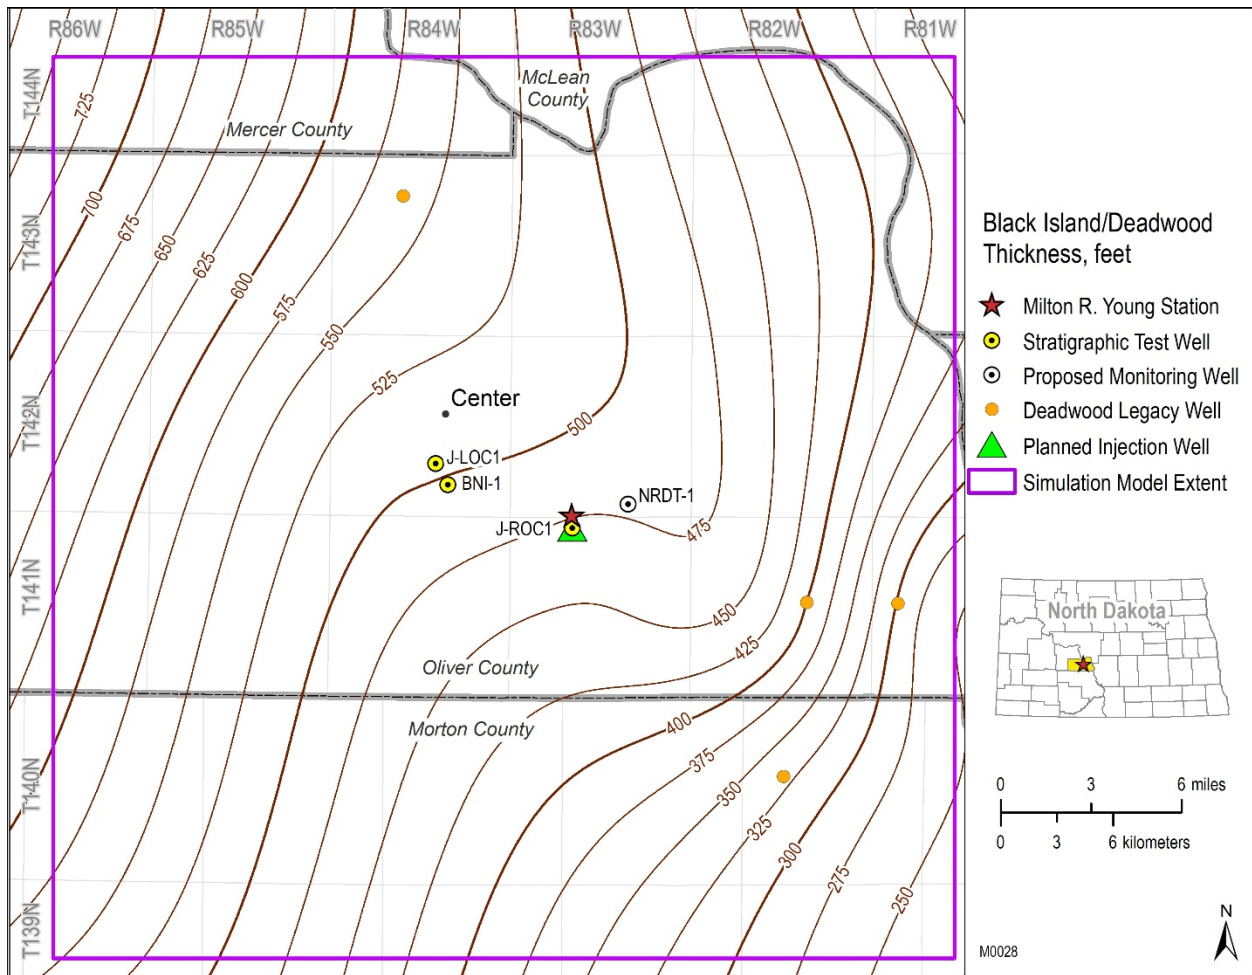 R86W R85W R84W R83W R82W R81W
T144N
T143N
T142N
T141N
T140N
T139N
McLean
County
Mercer County
725
700
675
650
625
600
575
550
525
Center
500
J-LOC1
BNI-1
NRDT-1
J-ROC1
475
450
425
Oliver County
Morton County
400
375
350
325
300
275
250
Black Island/Deadwood
Thickness, feet
Milton R. Young Station
Stratigraphic Test Well
Proposed Monitoring Well
Deadwood Legacy Well
Planned Injection Well
Simulation Model Extent
North Dakota
0 3 6 miles
0 3 6 kilometers
M0028
N